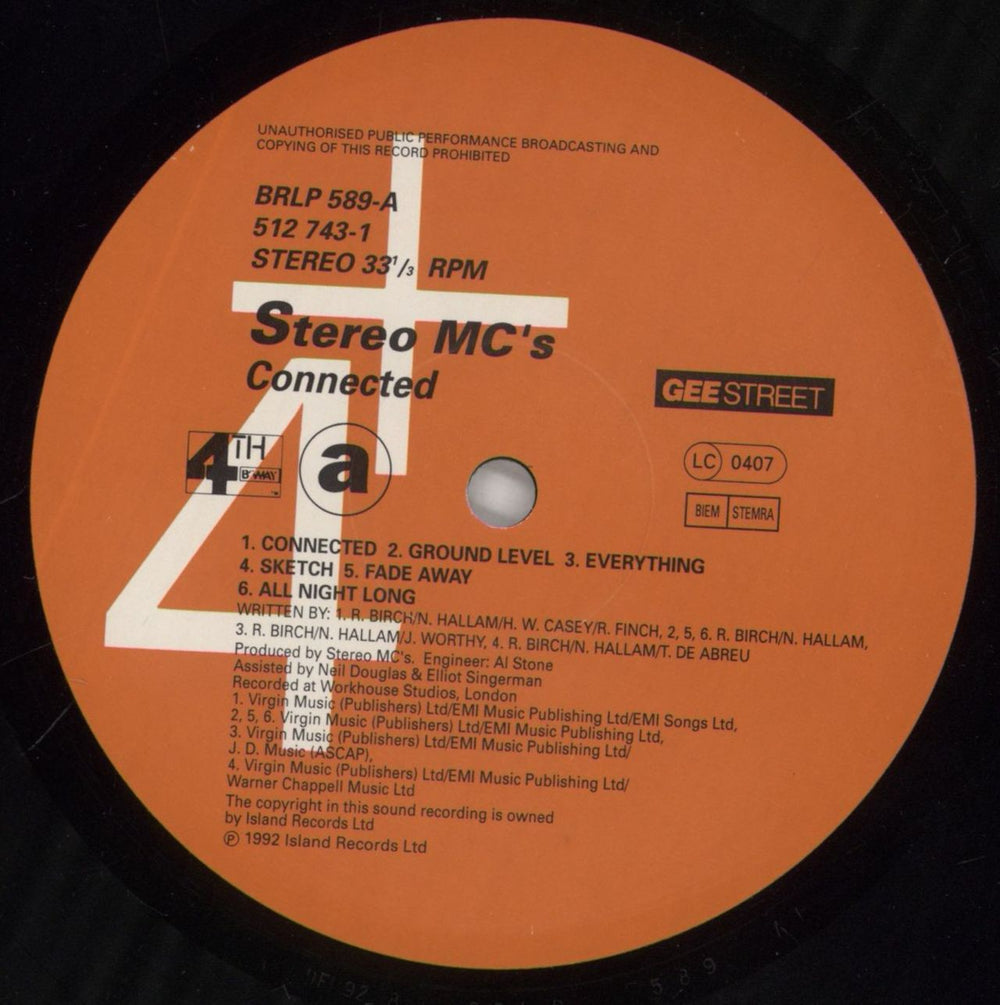 UNAUTHORISED PUBLIC PERFORMANCE BROADCASTING AND
COPYING OF THIS RECORD PROHIBITED
BRLP 589-A
512 743-1
STEREO 33 1/3 RPM
Stereo MC's
Connected
GEE STREET
4TH
B'WAY
™
a
LC 0407
BIEM STEMRA
1. CONNECTED 2. GROUND LEVEL 3. EVERYTHING
4. SKETCH 5. FADE AWAY
6. ALL NIGHT LONG
WRITTEN BY: 1. R. BIRCH/N. HALLAM/H. W. CASEY/R. FINCH, 2, 5, 6. R. BIRCH/N. HALLAM,
3. R. BIRCH/N. HALLAM/J. WORTHY, 4. R. BIRCH/N. HALLAM/T. DE ABREU
Produced by Stereo MC's. Engineer: Al Stone
Assisted by Neil Douglas & Elliot Singerman
Recorded at Workhouse Studios, London
1. Virgin Music (Publishers) Ltd/EMI Music Publishing Ltd/EMI Songs Ltd,
2, 5, 6. Virgin Music (Publishers) Ltd/EMI Music Publishing Ltd,
3. Virgin Music (Publishers) Ltd/EMI Music Publishing Ltd/
J. D. Music (ASCAP),
4. Virgin Music (Publishers) Ltd/EMI Music Publishing Ltd/
Warner Chappell Music Ltd
The copyright in this sound recording is owned
by Island Records Ltd
Ⓟ 1992 Island Records Ltd
4
589